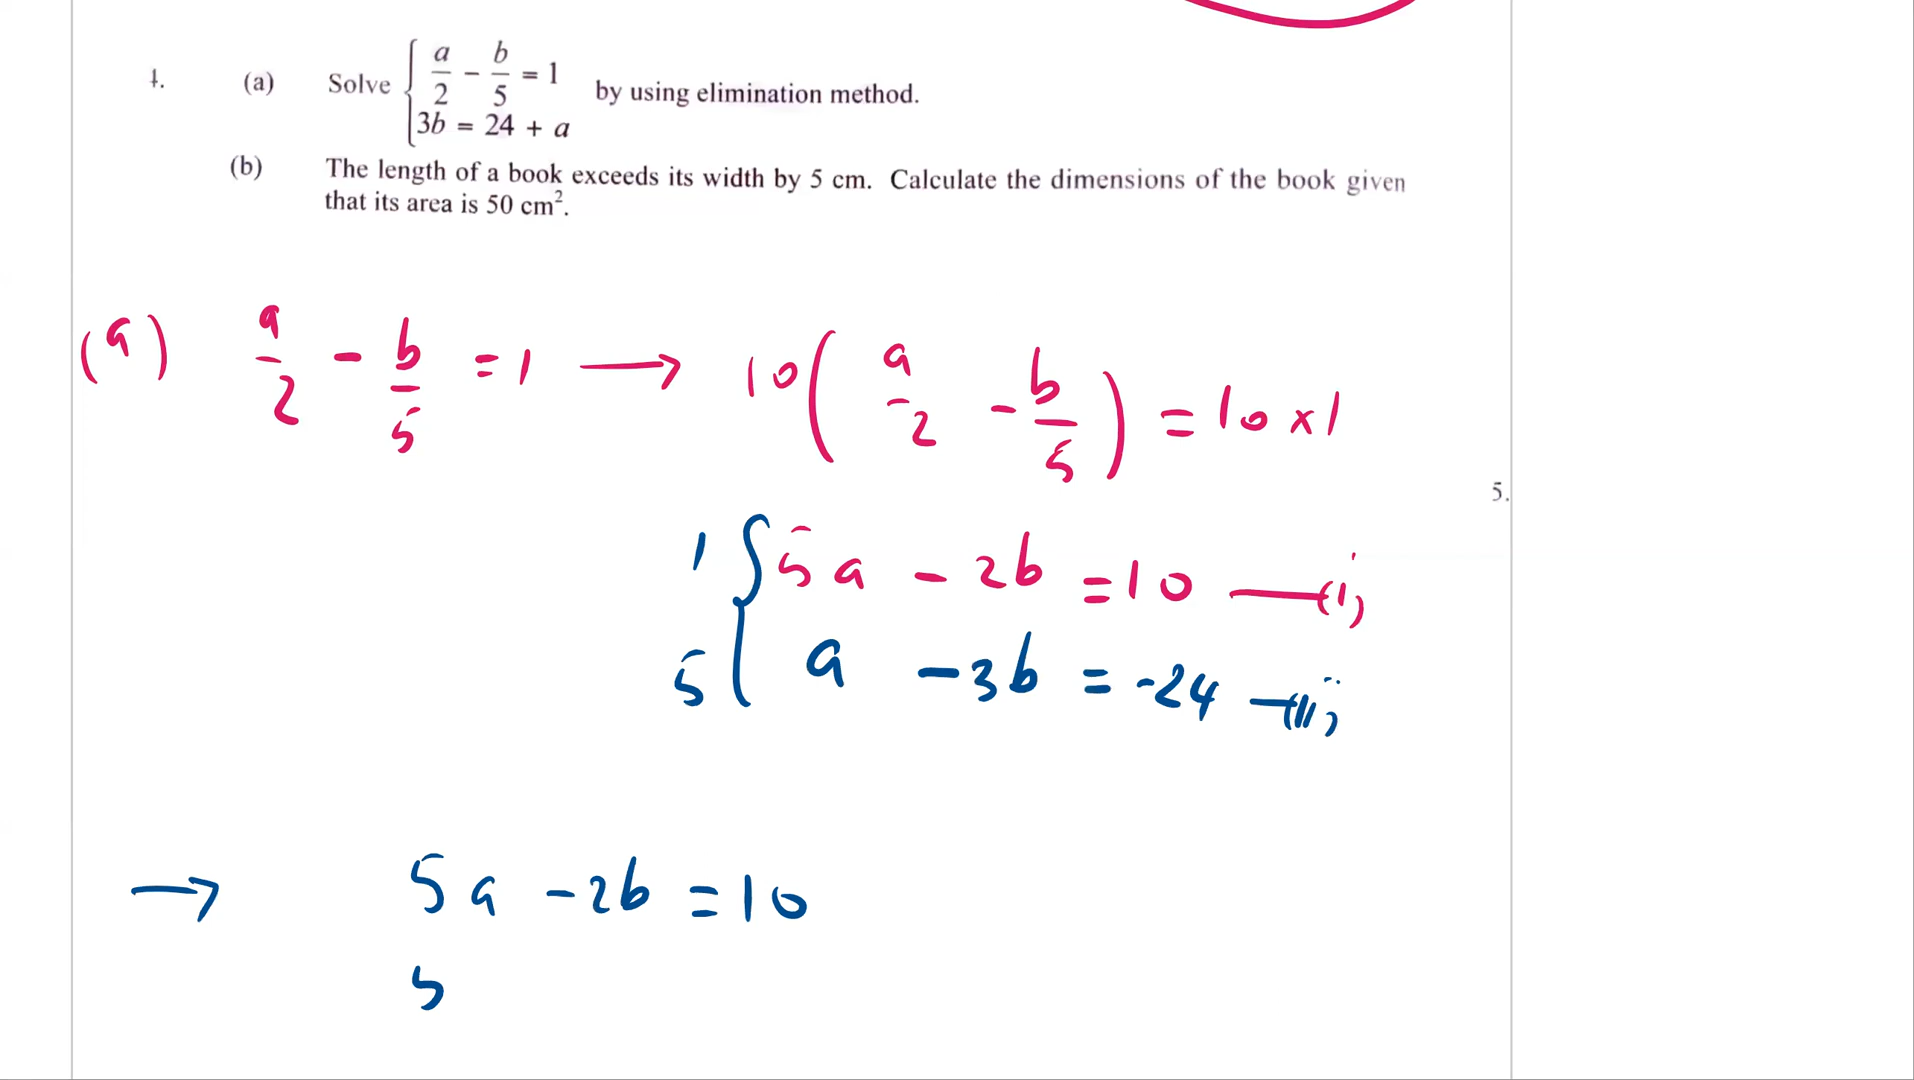 4. (a) Solve { a/2 − b/5 = 1
3b = 24 + a by using elimination method.
(b) The length of a book exceeds its width by 5 cm. Calculate the dimensions of the book given
that its area is 50 cm².
(a) a/2 − b/5 = 1 → 10( a/2 − b/5 ) = 10 × 1
5.
1 { 5a − 2b = 10 —(i)
5 { a − 3b = -24 —(ii)
→ 5a − 2b = 10
5